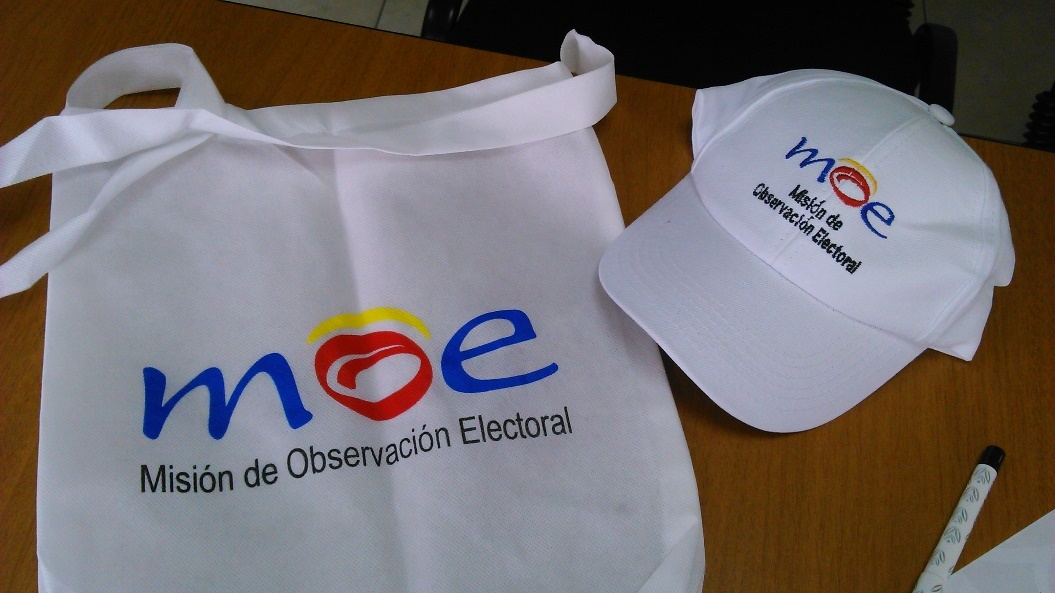 moe
Misión de Observación Electoral
moe
Misión de
Observación Electoral